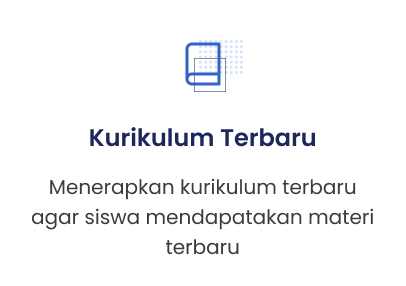 Kurikulum Terbaru
Menerapkan kurikulum terbaru
agar siswa mendapatakan materi
terbaru